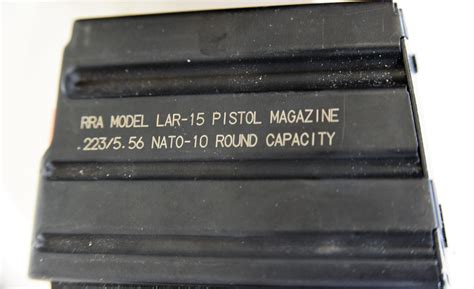 RRA MODEL LAR-15 PISTOL MAGAZINE
.223/5.56 NATO-10 ROUND CAPACITY